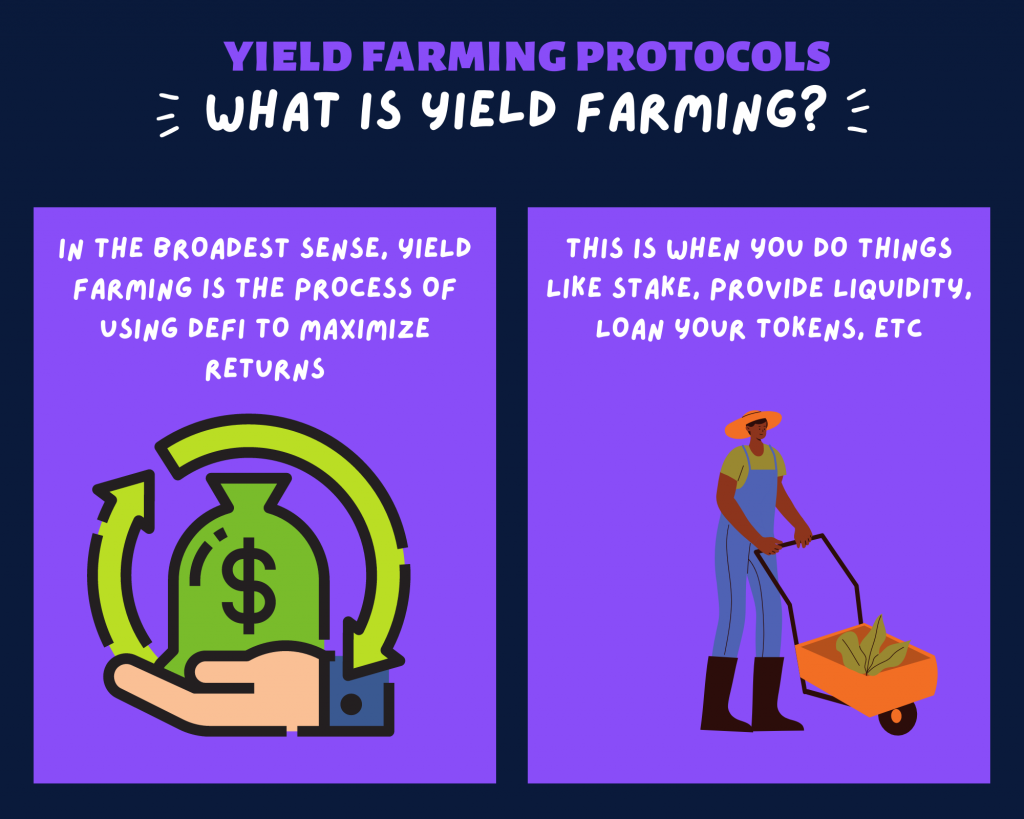 YIELD FARMING PROTOCOLS
WHAT IS YIELD FARMING?
IN THE BROADEST SENSE, YIELD
FARMING IS THE PROCESS OF
USING DEFI TO MAXIMIZE
RETURNS
$
THIS IS WHEN YOU DO THINGS
LIKE STAKE, PROVIDE LIQUIDITY,
LOAN YOUR TOKENS, ETC